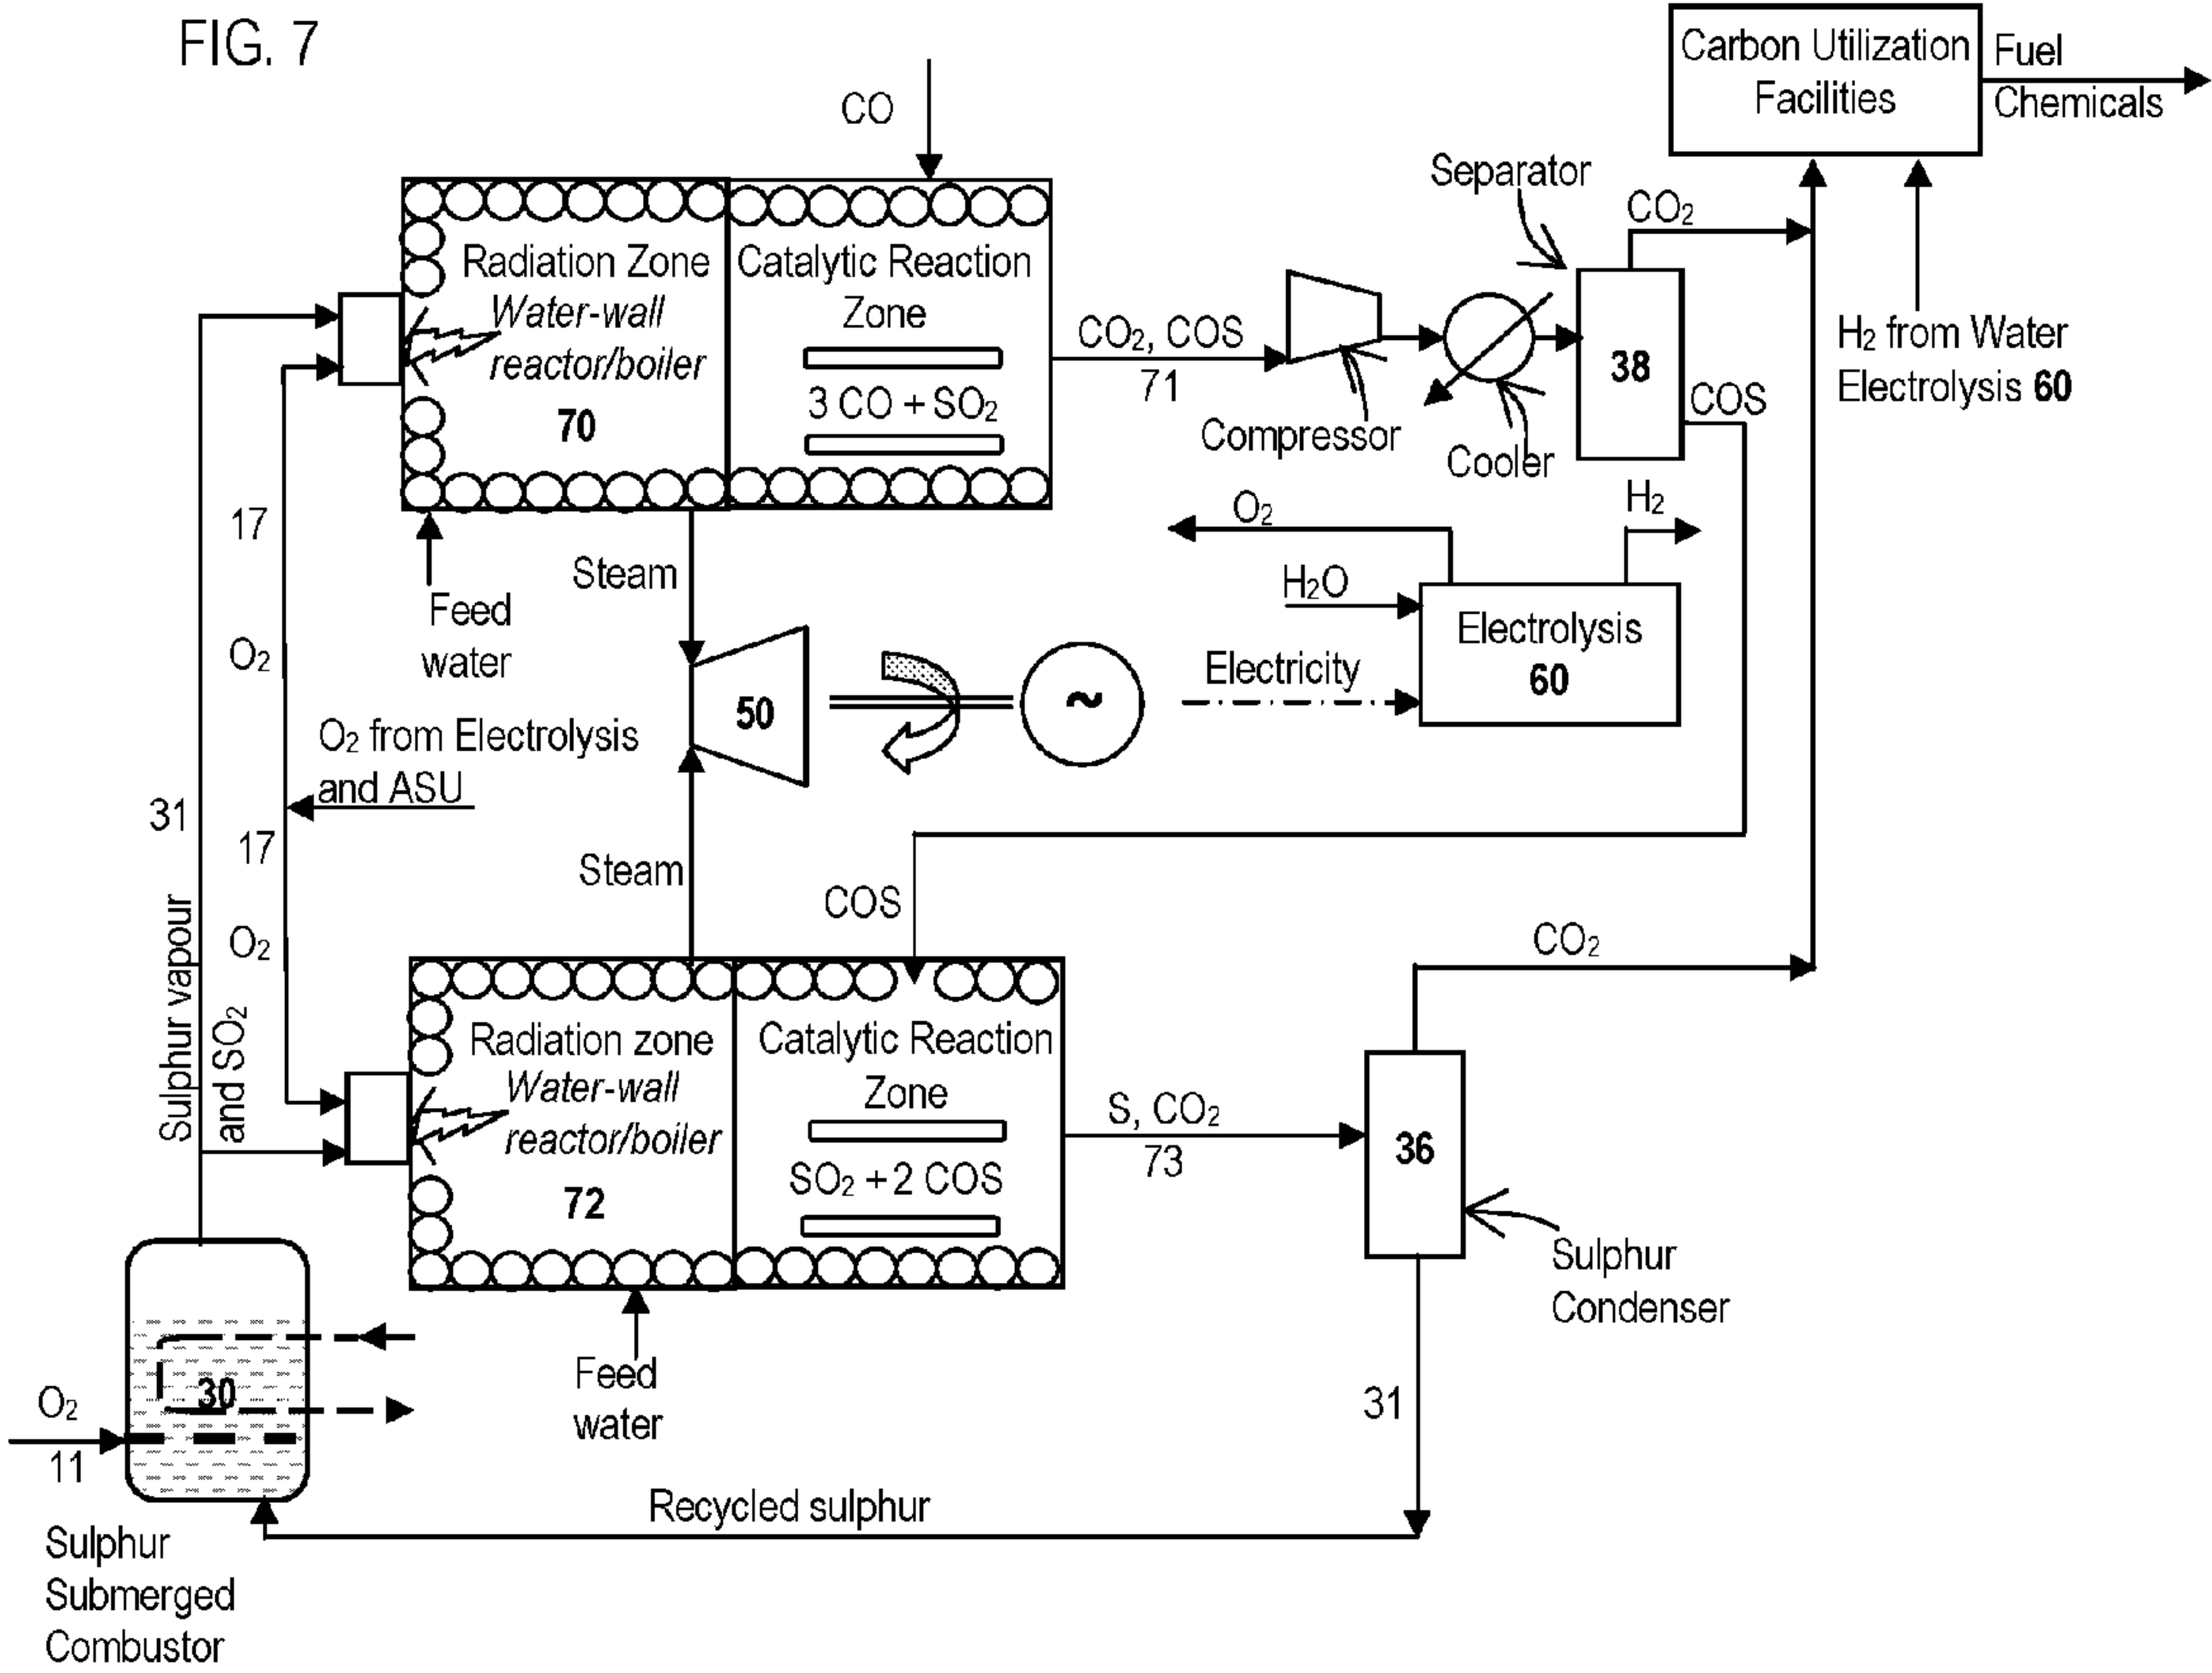 FIG. 7
Carbon Utilization
Facilities
Fuel
Chemicals
CO
Separator
CO₂
Radiation Zone
Water-wall
reactor/boiler
70
Catalytic Reaction
Zone
3 CO + SO₂
CO₂, COS
71
Compressor
Cooler
38
COS
H₂ from Water
Electrolysis 60
17
Steam
Feed
water
O₂
H₂
H₂O
Electrolysis
60
Electricity
50
~
O₂
O₂ from Electrolysis
and ASU
31
17
Steam
COS
O₂
CO₂
Sulphur vapour
and SO₂
Radiation zone
Water-wall
reactor/boiler
72
Catalytic Reaction
Zone
SO₂ + 2 COS
S, CO₂
73
36
Sulphur
Condenser
Feed
water
30
O₂
11
31
Recycled sulphur
Sulphur
Submerged
Combustor